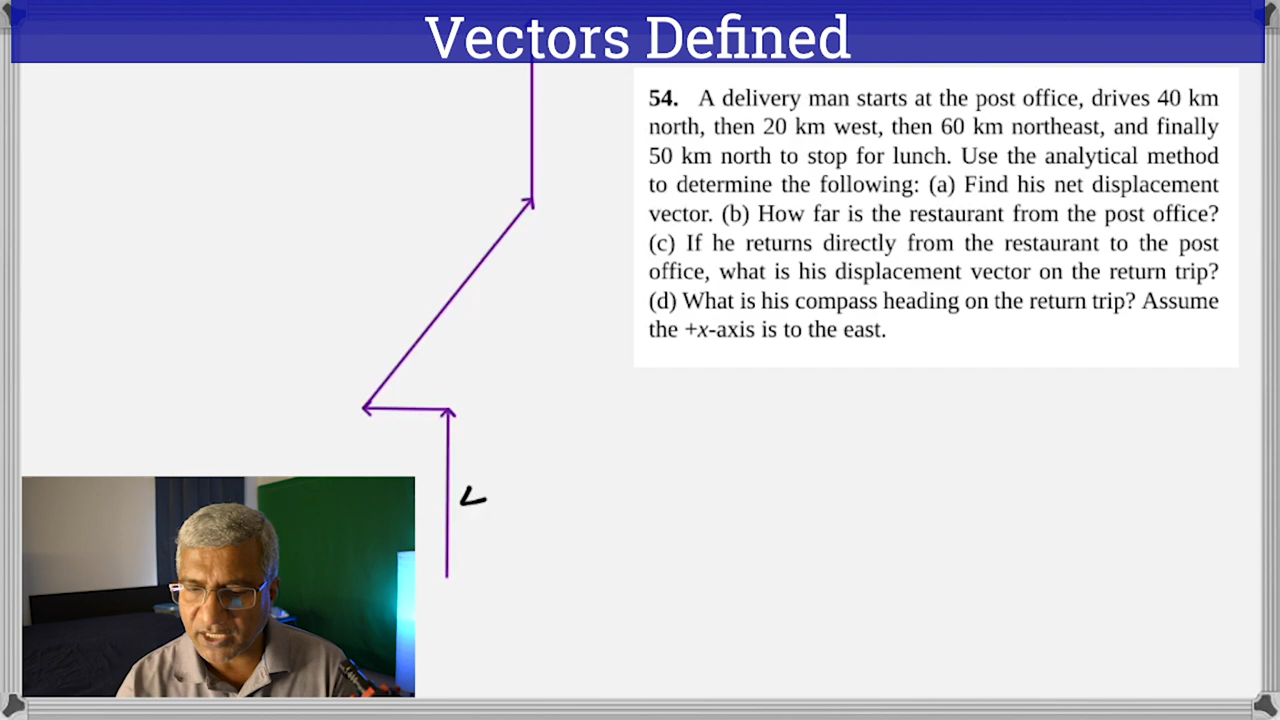 Vectors Defined
54. A delivery man starts at the post office, drives 40 km
north, then 20 km west, then 60 km northeast, and finally
50 km north to stop for lunch. Use the analytical method
to determine the following: (a) Find his net displacement
vector. (b) How far is the restaurant from the post office?
(c) If he returns directly from the restaurant to the post
office, what is his displacement vector on the return trip?
(d) What is his compass heading on the return trip? Assume
the +x-axis is to the east.